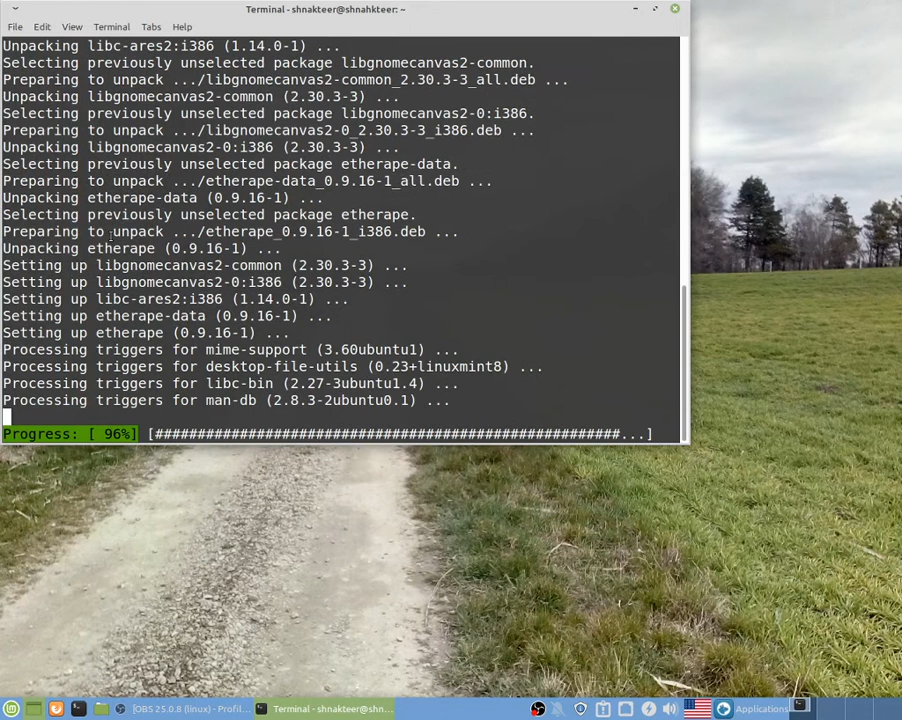 Terminal - shnakteer@shnahkteer: ~
File Edit View Terminal Tabs Help
Unpacking libc-ares2:i386 (1.14.0-1) ...
Selecting previously unselected package libgnomecanvas2-common.
Preparing to unpack .../libgnomecanvas2-common_2.30.3-3_all.deb ...
Unpacking libgnomecanvas2-common (2.30.3-3) ...
Selecting previously unselected package libgnomecanvas2-0:i386.
Preparing to unpack .../libgnomecanvas2-0_2.30.3-3_i386.deb ...
Unpacking libgnomecanvas2-0:i386 (2.30.3-3) ...
Selecting previously unselected package etherape-data.
Preparing to unpack .../etherape-data_0.9.16-1_all.deb ...
Unpacking etherape-data (0.9.16-1) ...
Selecting previously unselected package etherape.
Preparing to unpack .../etherape_0.9.16-1_i386.deb ...
Unpacking etherape (0.9.16-1) ...
Setting up libgnomecanvas2-common (2.30.3-3) ...
Setting up libgnomecanvas2-0:i386 (2.30.3-3) ...
Setting up libc-ares2:i386 (1.14.0-1) ...
Setting up etherape-data (0.9.16-1) ...
Setting up etherape (0.9.16-1) ...
Processing triggers for mime-support (3.60ubuntu1) ...
Processing triggers for desktop-file-utils (0.23+linuxmint8) ...
Processing triggers for libc-bin (2.27-3ubuntu1.4) ...
Processing triggers for man-db (2.8.3-2ubuntu0.1) ...
Progress: [ 96%] [#######################################################...]
[OBS 25.0.8 (linux) - Profil... Terminal - shnakteer@shn... Applications